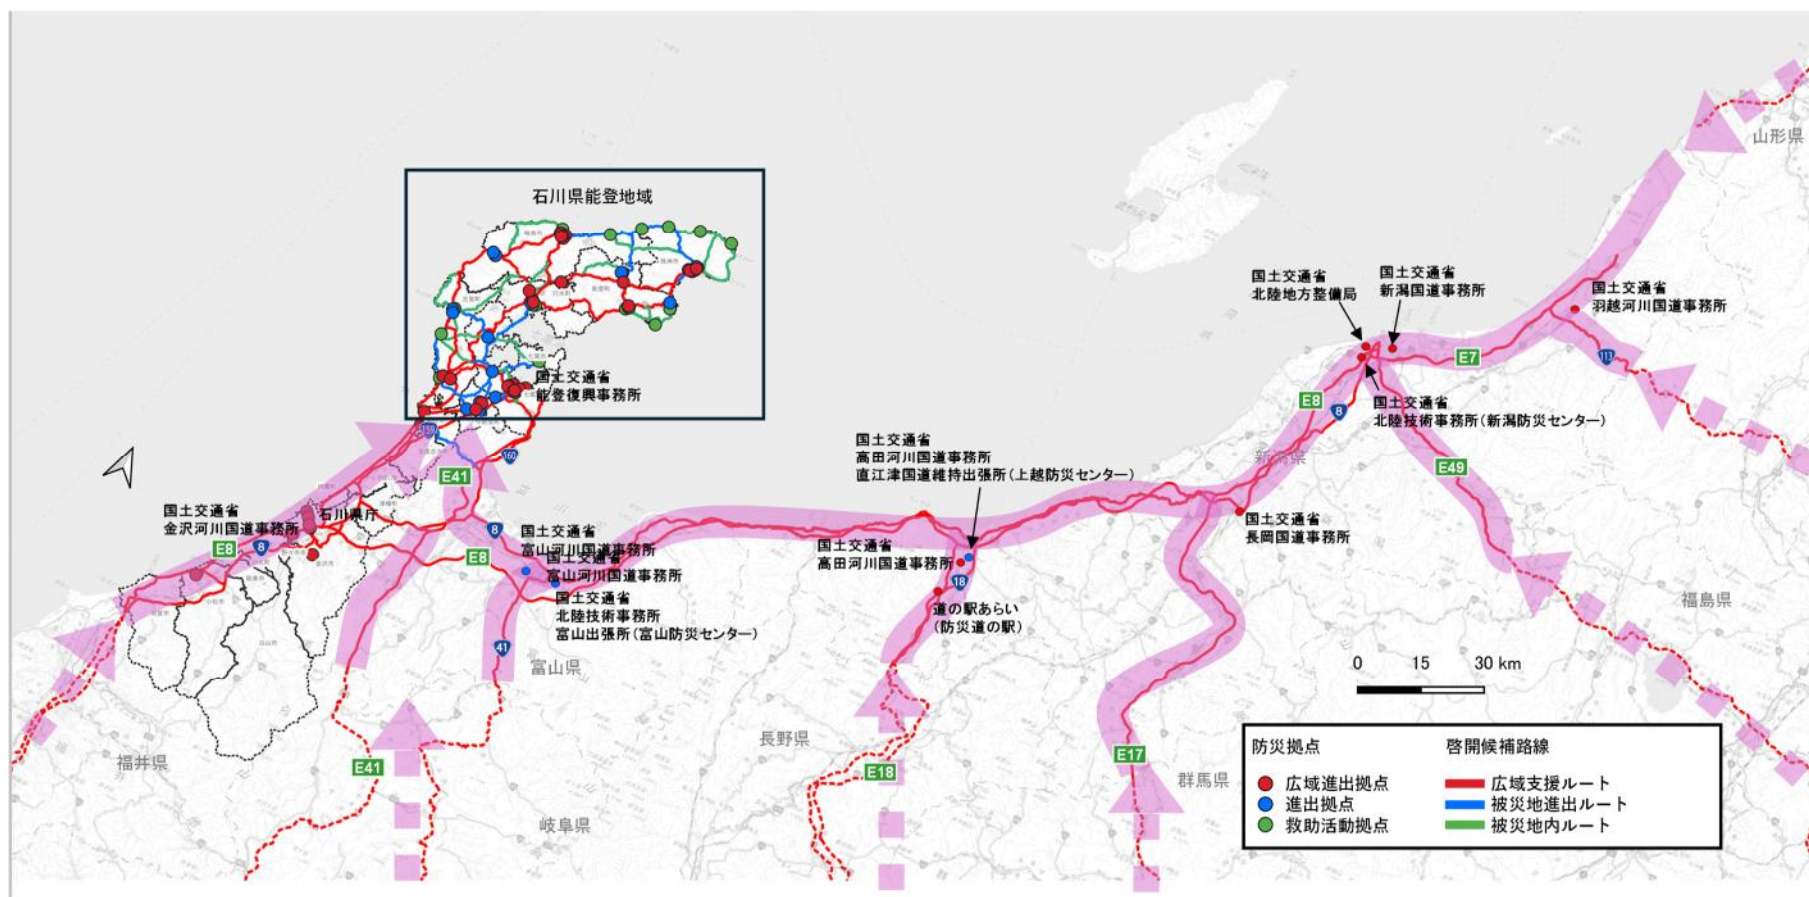 石川県能登地域
国土交通省
能登復興事務所
山形県
国土交通省
北陸地方整備局
国土交通省
新潟国道事務所
国土交通省
羽越河川国道事務所
E7
113
E8
8
国土交通省
北陸技術事務所(新潟防災センター)
新潟県
E49
159
160
E41
国土交通省
高田河川国道事務所
直江津国道維持出張所(上越防災センター)
国土交通省
金沢河川国道事務所
石川県庁
E8
8
8
国土交通省
富山河川国道事務所
E8
国土交通省
富山河川国道事務所
国土交通省
北陸技術事務所
富山出張所(富山防災センター)
国土交通省
高田河川国道事務所
18
道の駅あらい
(防災道の駅)
国土交通省
長岡国道事務所
福島県
41
富山県
0 15 30 km
福井県
長野県
E41
E18
E17
群馬県
岐阜県
防災拠点
広域進出拠点
進出拠点
救助活動拠点
啓開候補路線
広域支援ルート
被災地進出ルート
被災地内ルート